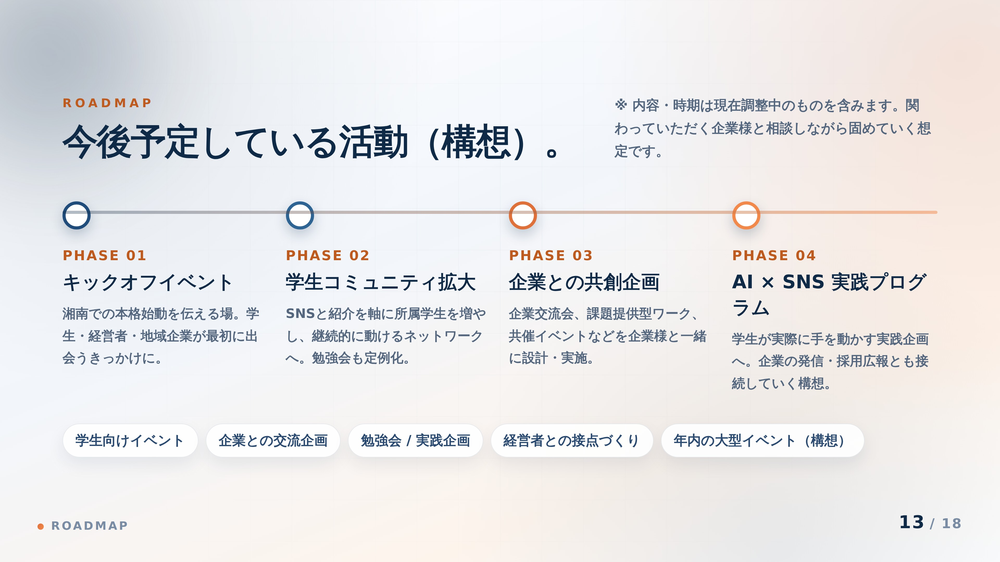 ROADMAP
今後予定している活動（構想）。
※ 内容・時期は現在調整中のものを含みます。関
わっていただく企業様と相談しながら固めていく想
定です。
PHASE 01
キックオフイベント
湘南での本格始動を伝える場。学
生・経営者・地域企業が最初に出
会うきっかけに。
PHASE 02
学生コミュニティ拡大
SNSと紹介を軸に所属学生を増や
し、継続的に動けるネットワーク
へ。勉強会も定例化。
PHASE 03
企業との共創企画
企業交流会、課題提供型ワーク、
共催イベントなどを企業様と一緒
に設計・実施。
PHASE 04
AI × SNS 実践プログ
ラム
学生が実際に手を動かす実践企画
へ。企業の発信・採用広報とも接
続していく構想。
学生向けイベント
企業との交流企画
勉強会 / 実践企画
経営者との接点づくり
年内の大型イベント（構想）
ROADMAP
13 / 18